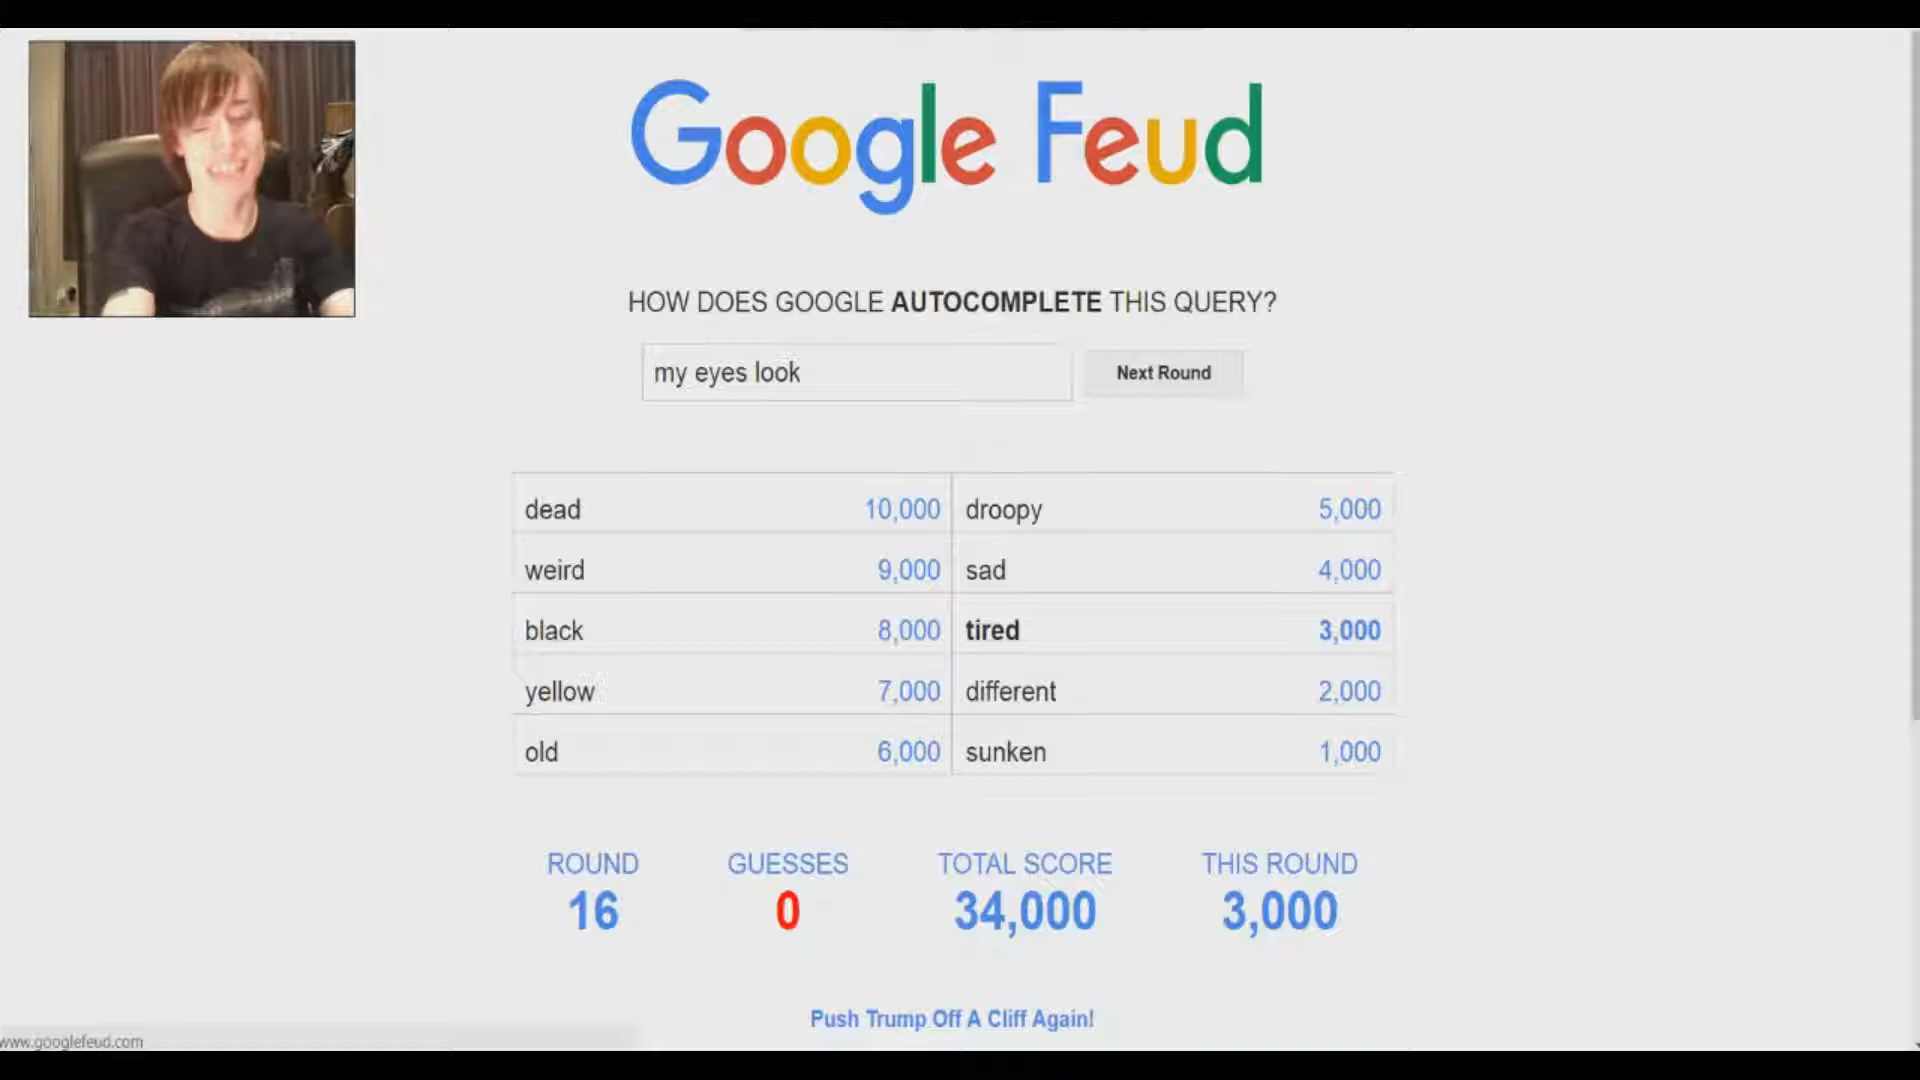 Google Feud
HOW DOES GOOGLE AUTOCOMPLETE THIS QUERY?
my eyes look
Next Round
dead 10,000 droopy 5,000
weird 9,000 sad 4,000
black 8,000 tired 3,000
yellow 7,000 different 2,000
old 6,000 sunken 1,000
ROUND GUESSES TOTAL SCORE THIS ROUND
16 0 34,000 3,000
Push Trump Off A Cliff Again!
www.googlefeud.com